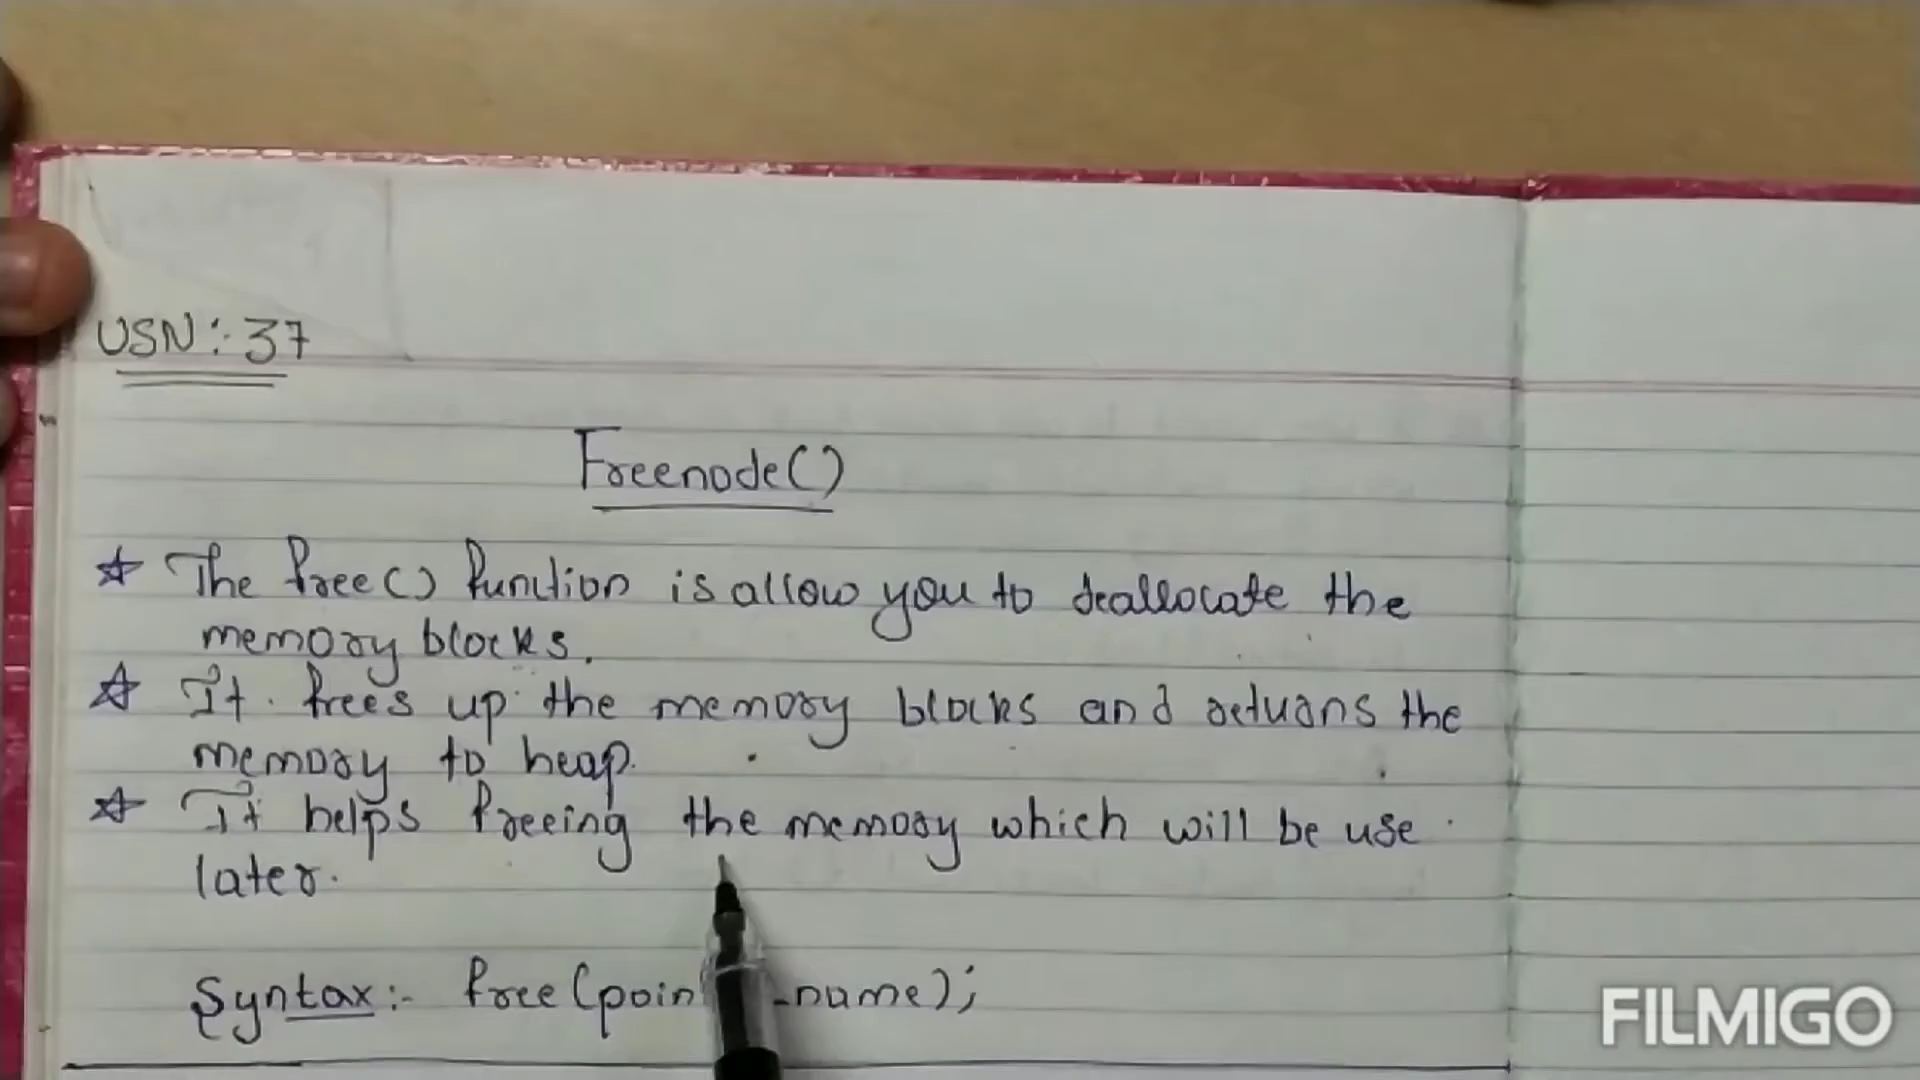 USN:- 37
Freenode()
☆ The free() function is allow you to deallocate the
memory blocks.
☆ It frees up the memory blocks and returns the
memory to heap.
☆ It helps freeing the memory which will be use
later.
Syntax:- free(poin -name);
FILMIGO